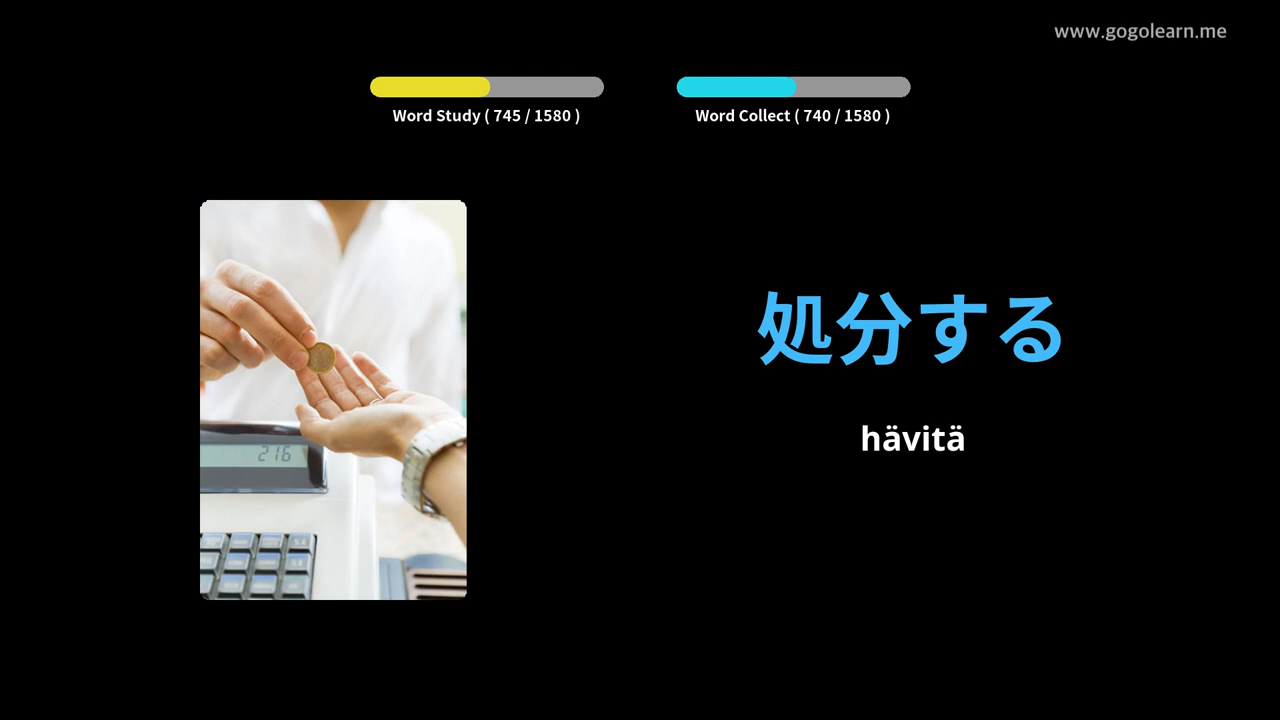 www.gogolearn.me
Word Study ( 745 / 1580 )
Word Collect ( 740 / 1580 )
216
処分する
hävitä